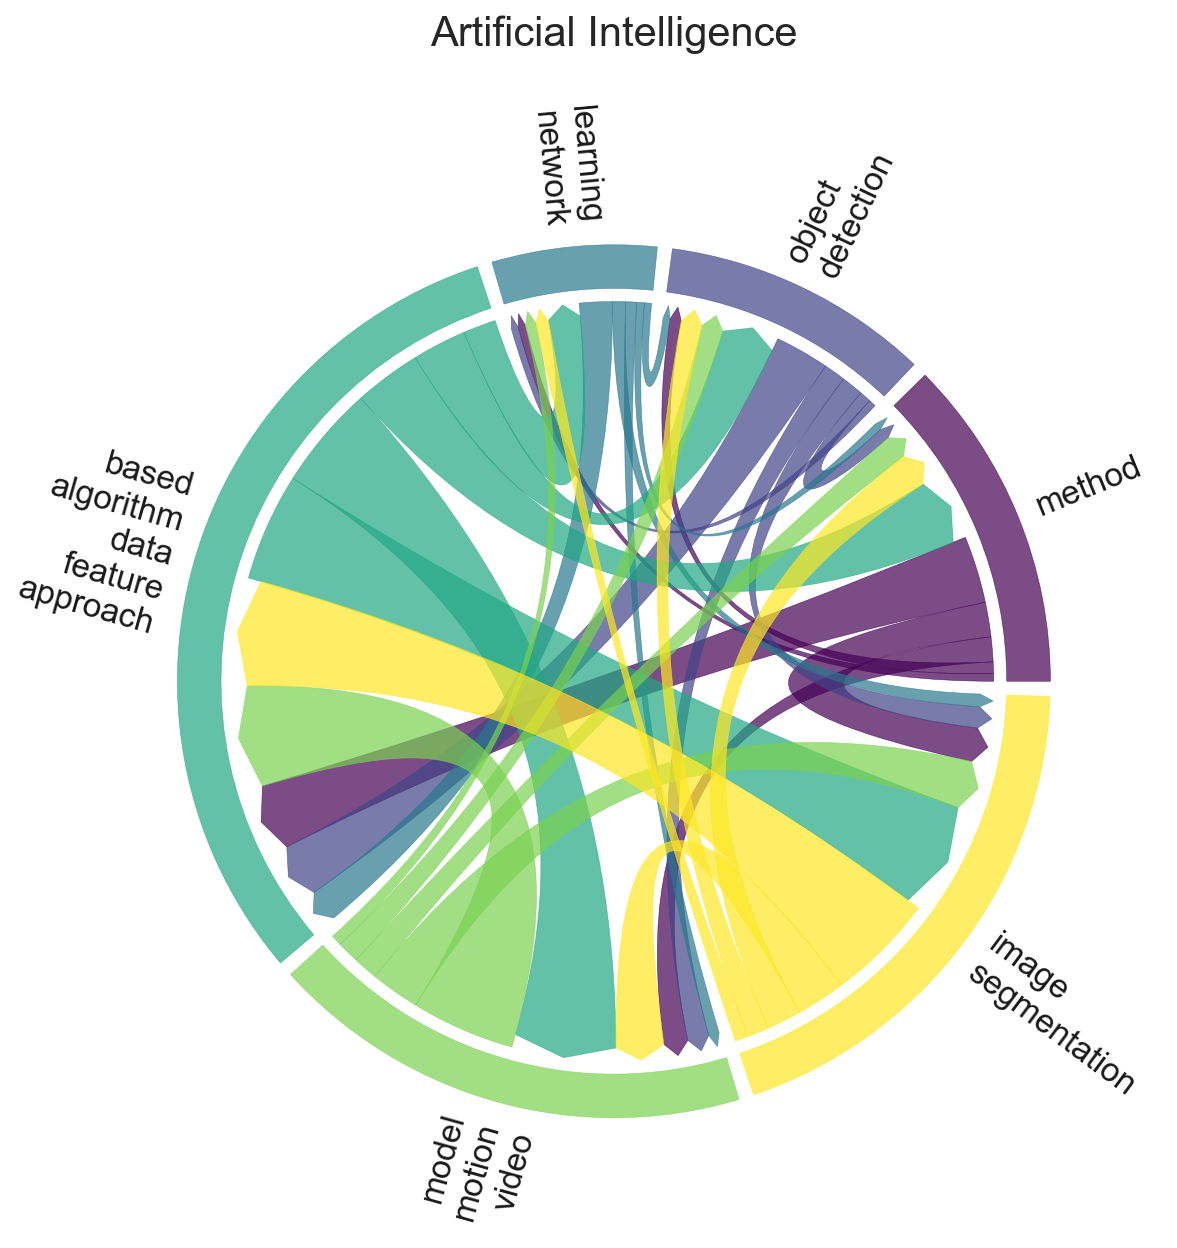 Artificial Intelligence
learning
network
object
detection
method
based
algorithm
data
feature
approach
image
segmentation
model
motion
video